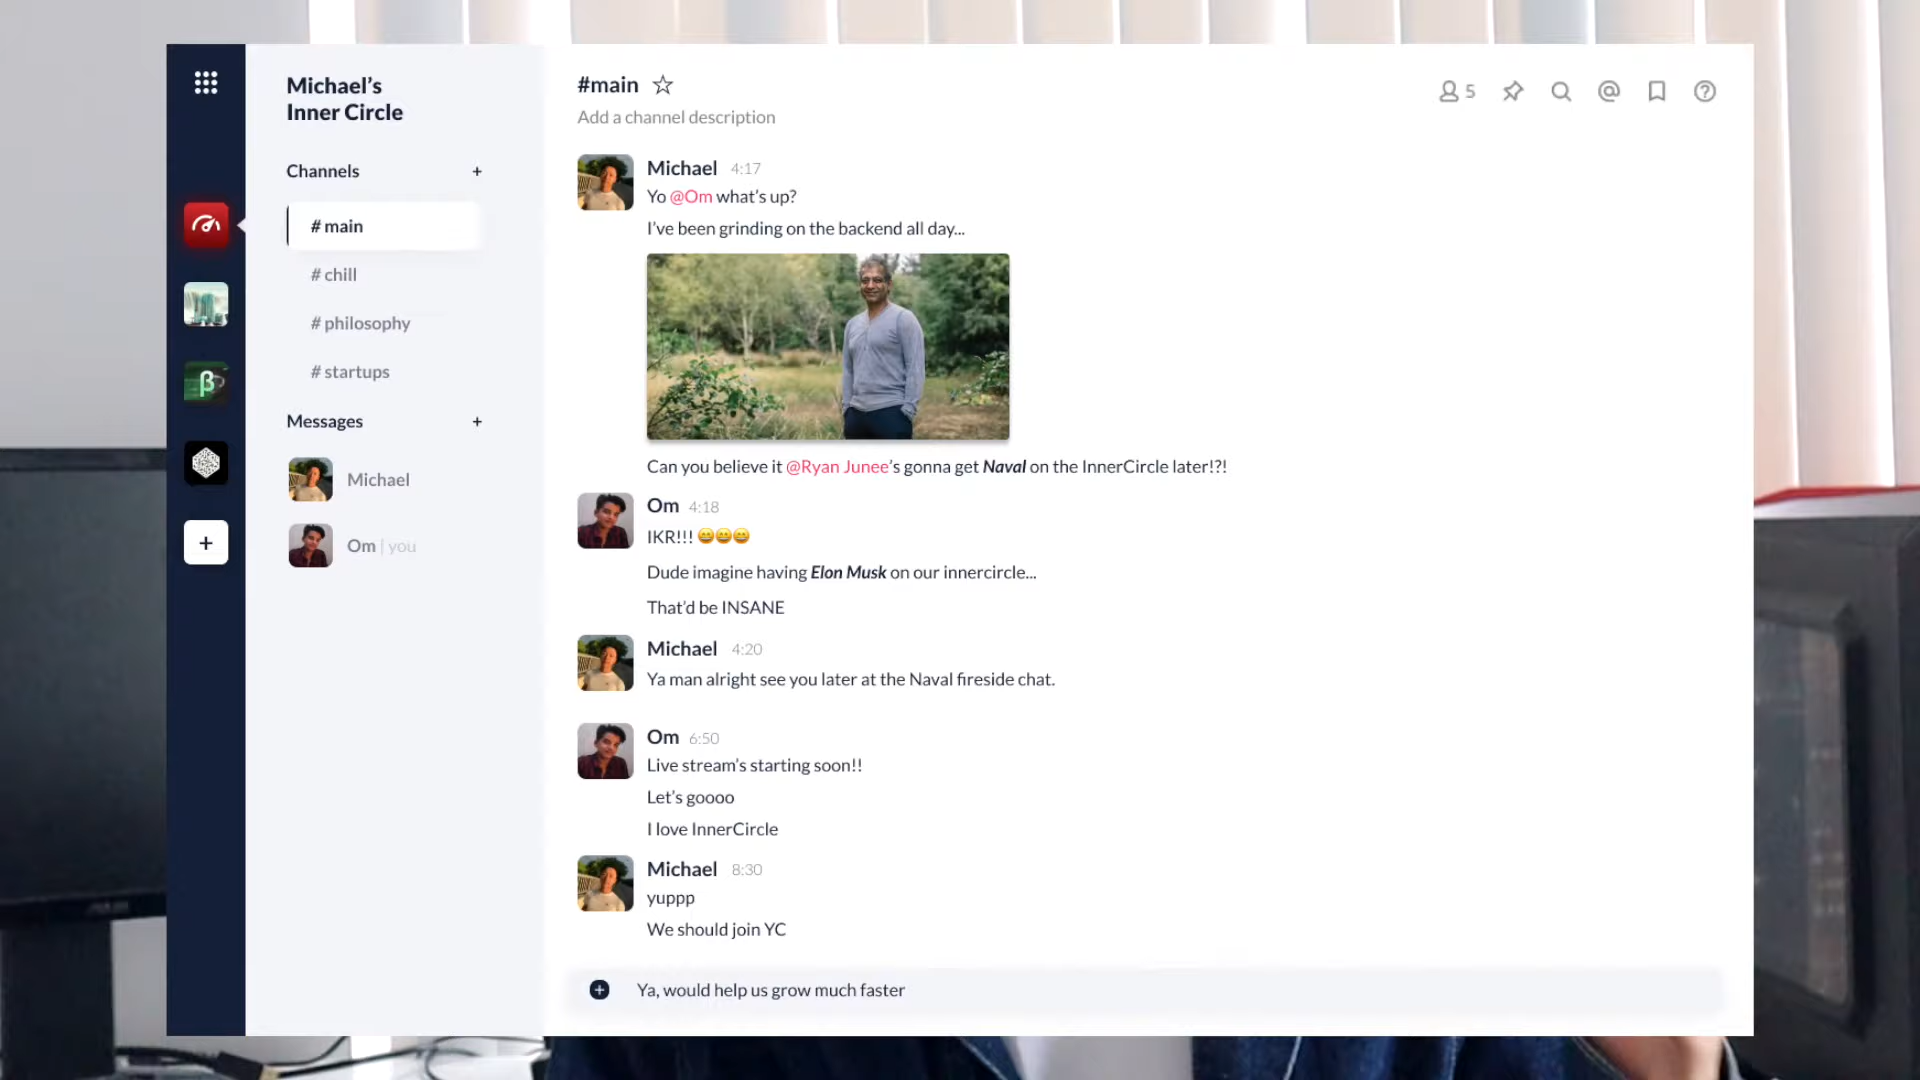 Michael's
Inner Circle
Channels +
# main
# chill
# philosophy
# startups
Messages +
Michael
Om | you
β
+
#main
Add a channel description
5
Michael 4:17
Yo @Om what's up?
I've been grinding on the backend all day...
Can you believe it @Ryan Junee's gonna get Naval on the InnerCircle later!?!
Om 4:18
IKR!!! 😄😄😄
Dude imagine having Elon Musk on our innercircle...
That'd be INSANE
Michael 4:20
Ya man alright see you later at the Naval fireside chat.
Om 6:50
Live stream's starting soon!!
Let's goooo
I love InnerCircle
Michael 8:30
yuppp
We should join YC
Ya, would help us grow much faster